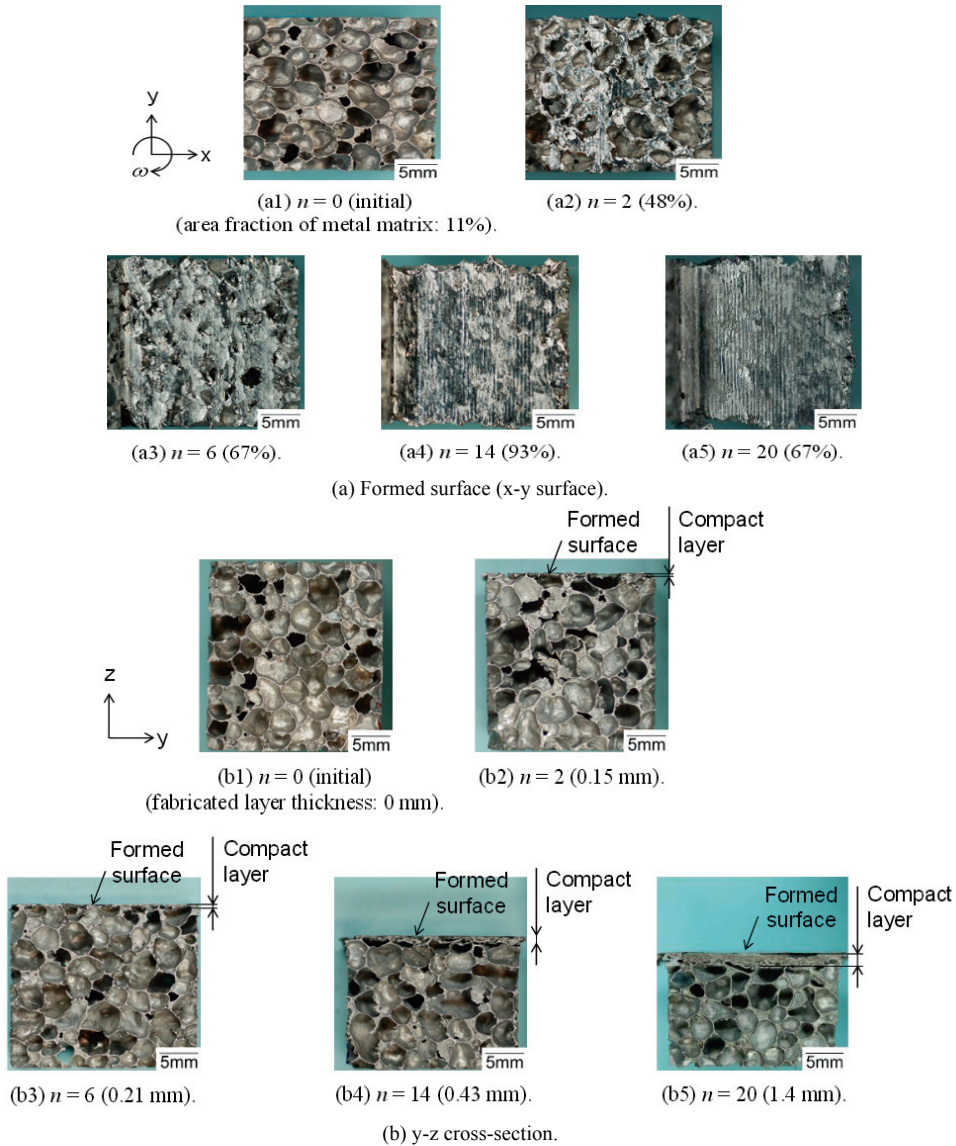 y
x
ω
5mm
5mm
(a1) n = 0 (initial)
(area fraction of metal matrix: 11%).
(a2) n = 2 (48%).
5mm
5mm
5mm
(a3) n = 6 (67%).
(a4) n = 14 (93%).
(a5) n = 20 (67%).
(a) Formed surface (x-y surface).
Formed
surface
Compact
layer
z
y
5mm
5mm
(b1) n = 0 (initial)
(fabricated layer thickness: 0 mm).
(b2) n = 2 (0.15 mm).
Formed
surface
Compact
layer
Formed
surface
Compact
layer
Formed
surface
Compact
layer
5mm
5mm
5mm
(b3) n = 6 (0.21 mm).
(b4) n = 14 (0.43 mm).
(b5) n = 20 (1.4 mm).
(b) y-z cross-section.